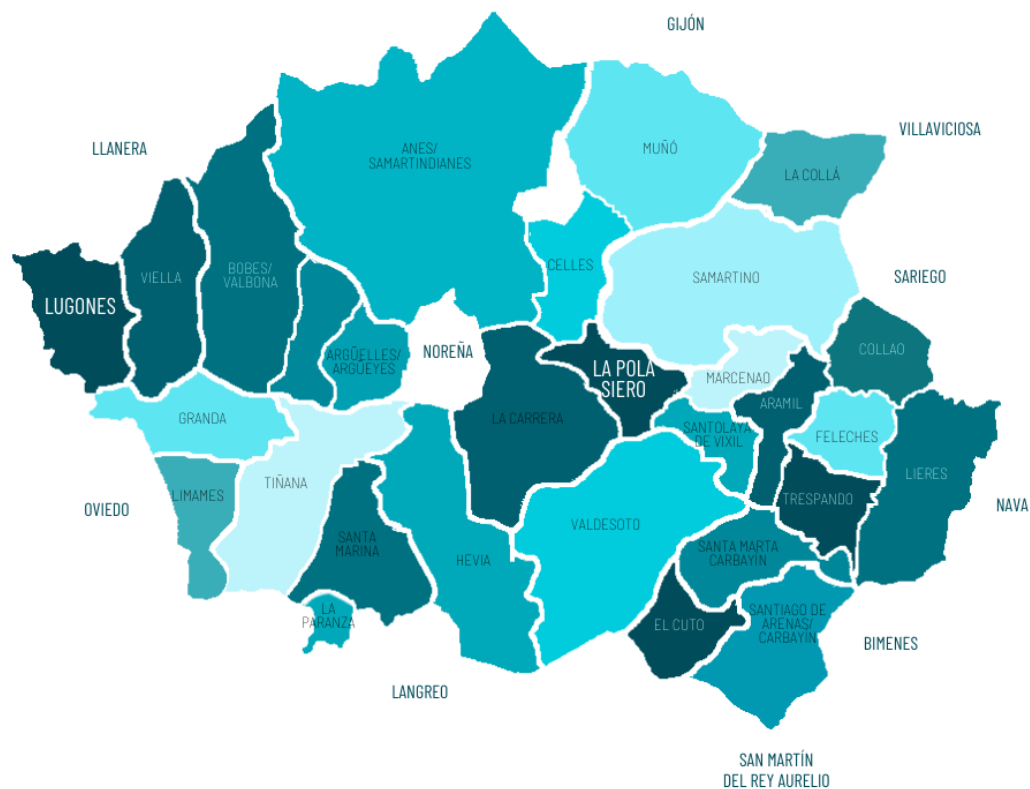 GIJÓN
VILLAVICIOSA
LLANERA
ANES/
SAMARTINDIANES
MUÑÓ
LA COLLÁ
VIELLA
BOBES/
VALBONA
CELLES
SAMARTINO
SARIEGO
LUGONES
NOREÑA
ARGÜELLES/
ARGÜEYES
LA POLA
SIERO
MARCENAO
COLLAO
GRANDA
LA CARRERA
ARAMIL
SANTOLAYA
DE VIXIL
FELECHES
LIERES
NAVA
OVIEDO
LIMAMES
TIÑANA
TRESPANDO
VALDESOTO
SANTA
MARINA
HEVIA
SANTA MARTA
CARBAYÍN
LA
PARANZA
EL CUTO
SANTIAGO DE
ARENAS/
CARBAYÍN
BIMENES
LANGREO
SAN MARTÍN
DEL REY AURELIO